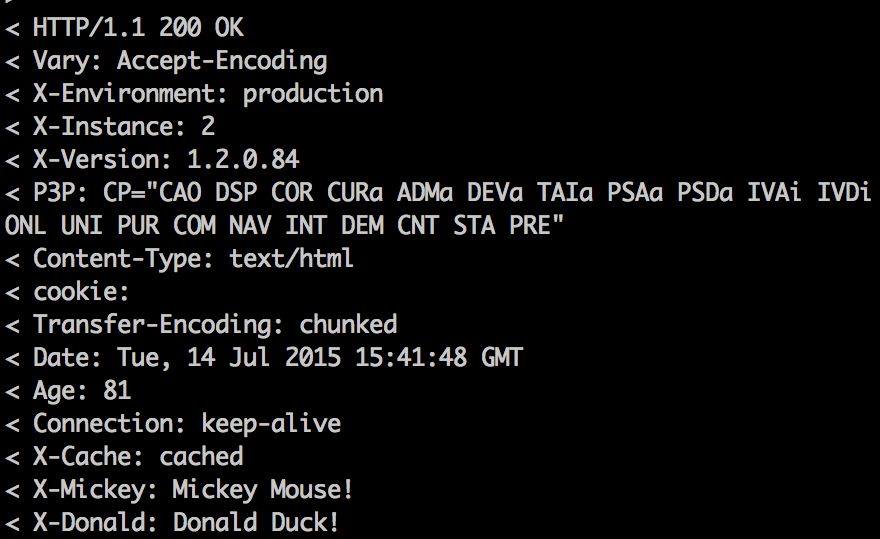 < HTTP/1.1 200 OK
< Vary: Accept-Encoding
< X-Environment: production
< X-Instance: 2
< X-Version: 1.2.0.84
< P3P: CP="CAO DSP COR CURa ADMa DEVa TAIa PSAa PSDa IVAi IVDi
ONL UNI PUR COM NAV INT DEM CNT STA PRE"
< Content-Type: text/html
< cookie:
< Transfer-Encoding: chunked
< Date: Tue, 14 Jul 2015 15:41:48 GMT
< Age: 81
< Connection: keep-alive
< X-Cache: cached
< X-Mickey: Mickey Mouse!
< X-Donald: Donald Duck!